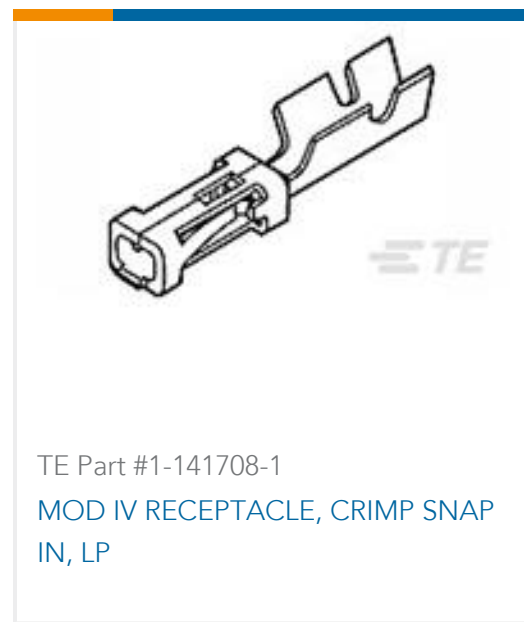 TE
TE Part #1-141708-1
MOD IV RECEPTACLE, CRIMP SNAP
IN, LP